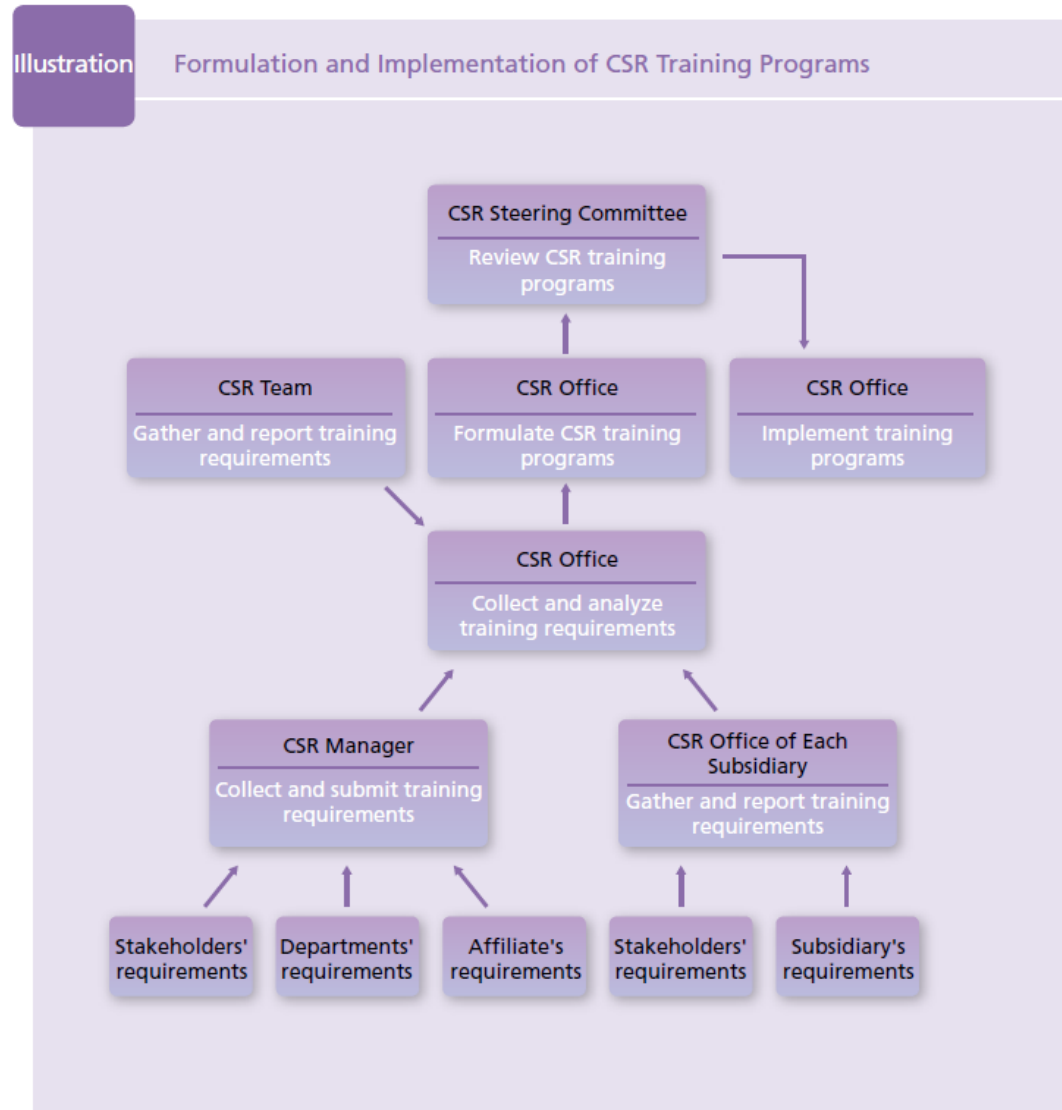 Illustration
Formulation and Implementation of CSR Training Programs
CSR Steering Committee
Review CSR training
programs
CSR Team
Gather and report training
requirements
CSR Office
Formulate CSR training
programs
CSR Office
Implement training
programs
CSR Office
Collect and analyze
training requirements
CSR Manager
Collect and submit training
requirements
CSR Office of Each
Subsidiary
Gather and report training
requirements
Stakeholders'
requirements
Departments'
requirements
Affiliate's
requirements
Stakeholders'
requirements
Subsidiary's
requirements